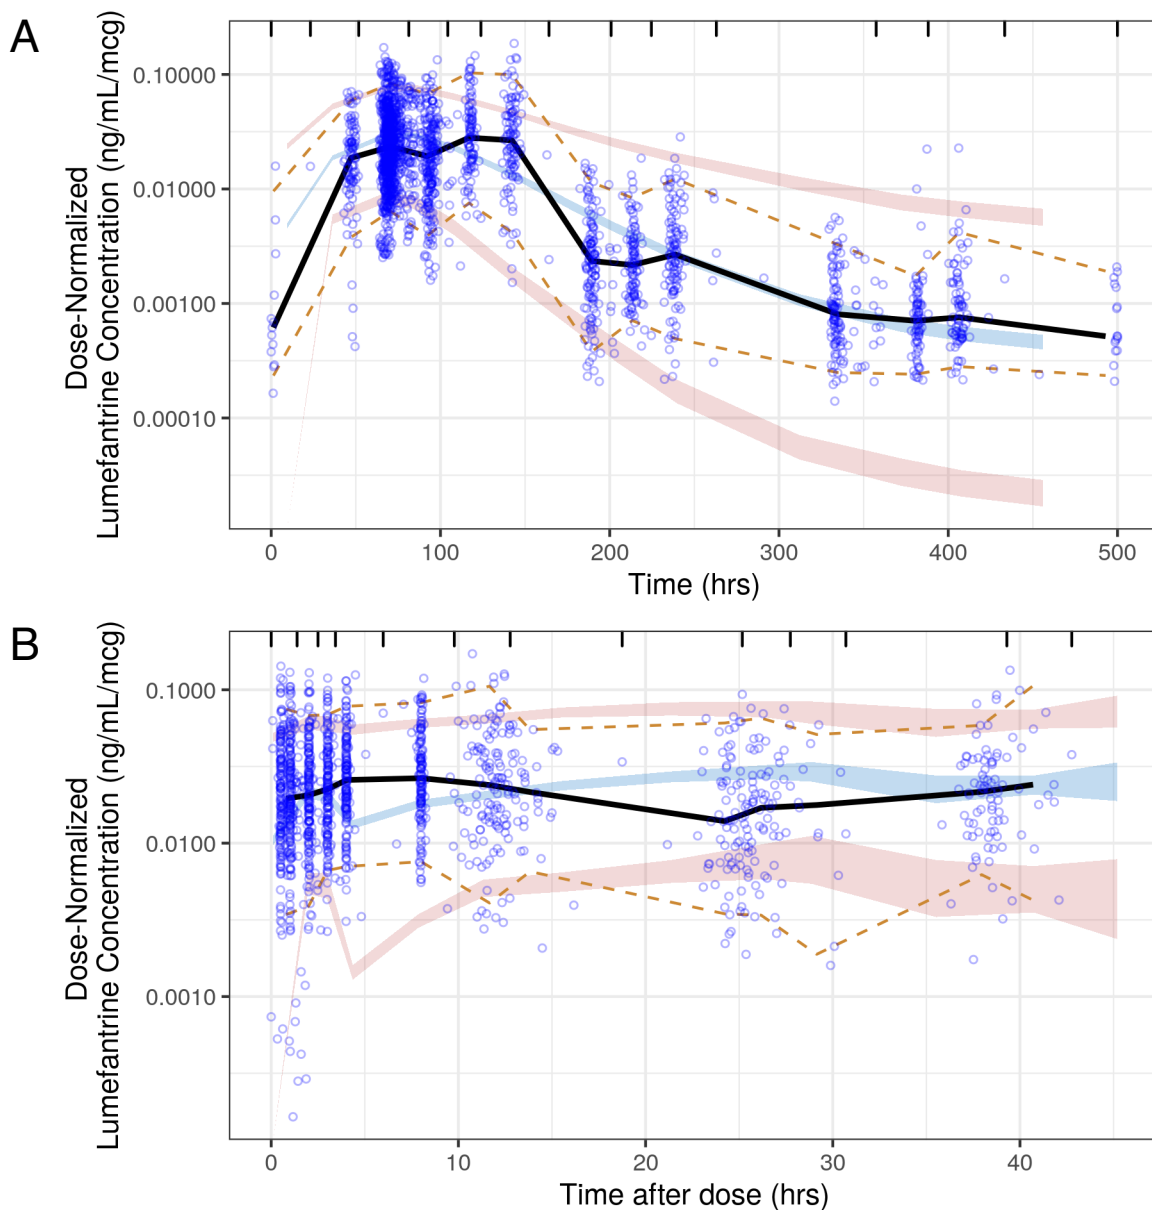 A
Dose-Normalized
Lumefantrine Concentration (ng/mL/mcg)
0.10000
0.01000
0.00100
0.00010
0 100 200 300 400 500
Time (hrs)
B
Dose-Normalized
Lumefantrine Concentration (ng/mL/mcg)
0.1000
0.0100
0.0010
0 10 20 30 40
Time after dose (hrs)